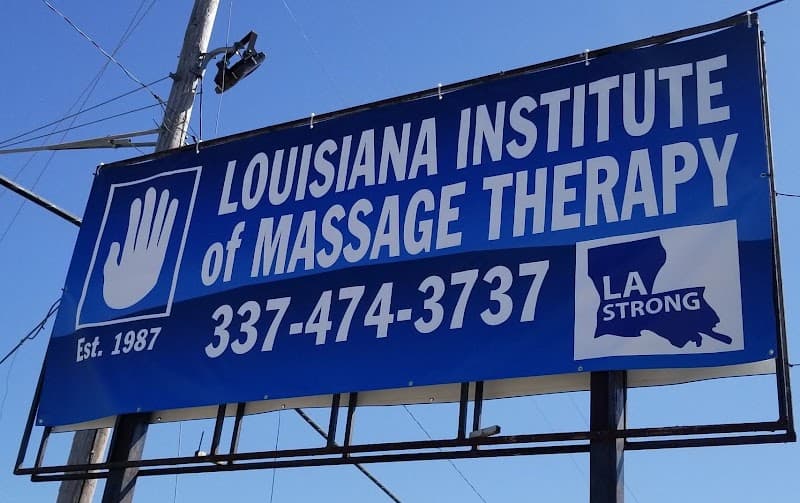 LOUISIANA INSTITUTE
of MASSAGE THERAPY
337-474-3737
Est. 1987
LA
STRONG